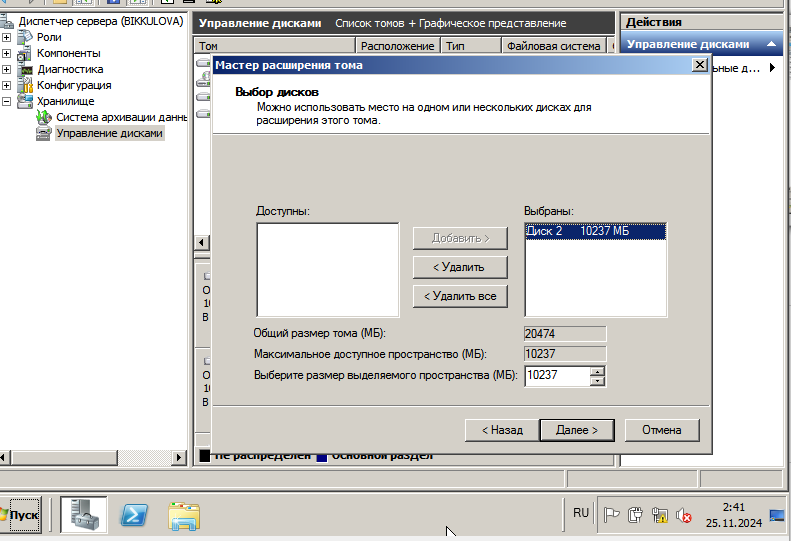 Диспетчер сервера (BIKKULOVA)
Роли
Компоненты
Диагностика
Конфигурация
Хранилище
Система архивации данны
Управление дисками
Управление дисками Список томов + Графическое представление
Том Расположение Тип Файловая система
Действия
Управление дисками
ьные д...
Мастер расширения тома
Выбор дисков
Можно использовать место на одном или нескольких дисках для
расширения этого тома.
Доступны:
Выбраны:
Диск 2 10237 МБ
Добавить >
< Удалить
< Удалить все
Общий размер тома (МБ): 20474
Максимальное доступное пространство (МБ): 10237
Выберите размер выделяемого пространства (МБ): 10237
< Назад Далее > Отмена
О
10
В
О
10
В
Не распределен Основной раздел
Пуск
RU
2:41
25.11.2024